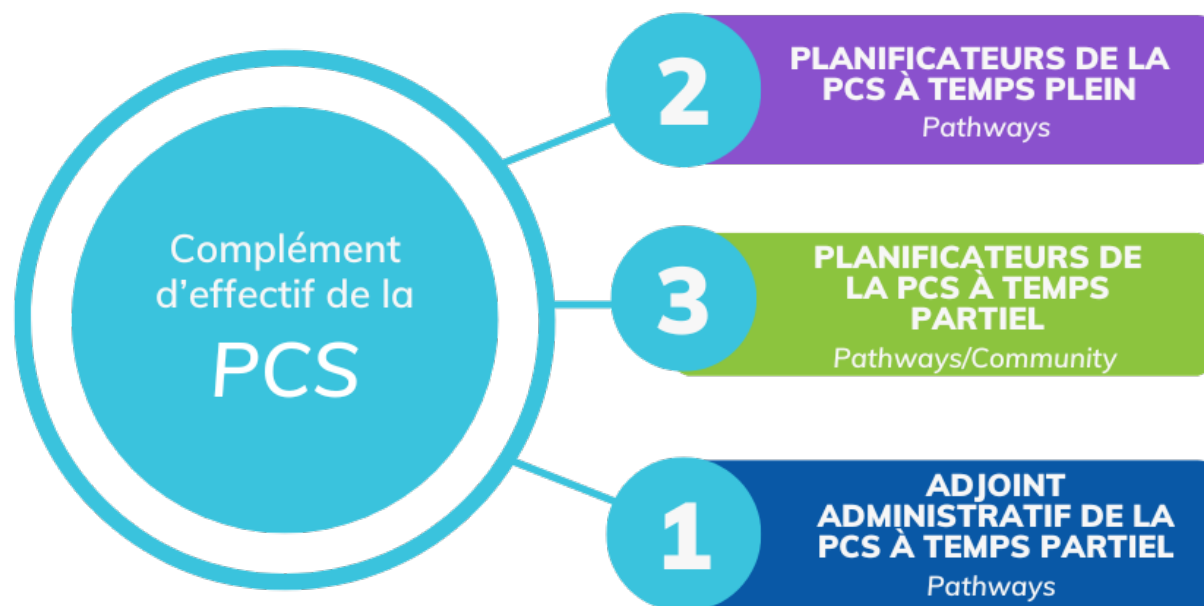 Complément
d'effectif de la
PCS
2
PLANIFICATEURS DE LA
PCS À TEMPS PLEIN
Pathways
3
PLANIFICATEURS DE
LA PCS À TEMPS
PARTIEL
Pathways/Community
1
ADJOINT
ADMINISTRATIF DE LA
PCS À TEMPS PARTIEL
Pathways